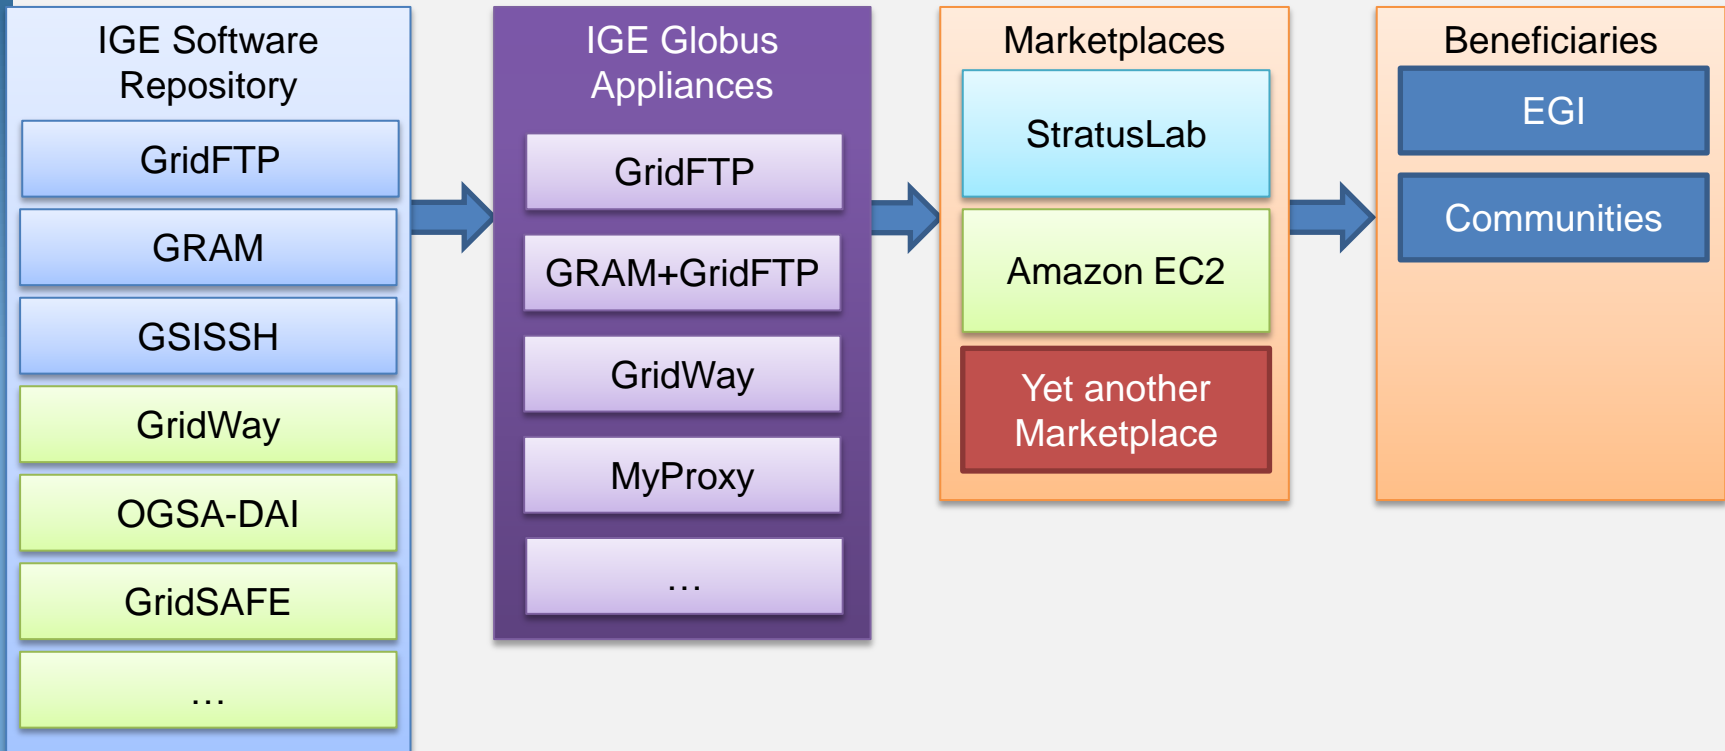 IGE Software
Repository
GridFTP
GRAM
GSISSH
GridWay
OGSA-DAI
GridSAFE
…
IGE Globus
Appliances
GridFTP
GRAM+GridFTP
GridWay
MyProxy
…
Marketplaces
StratusLab
Amazon EC2
Yet another
Marketplace
Beneficiaries
EGI
Communities